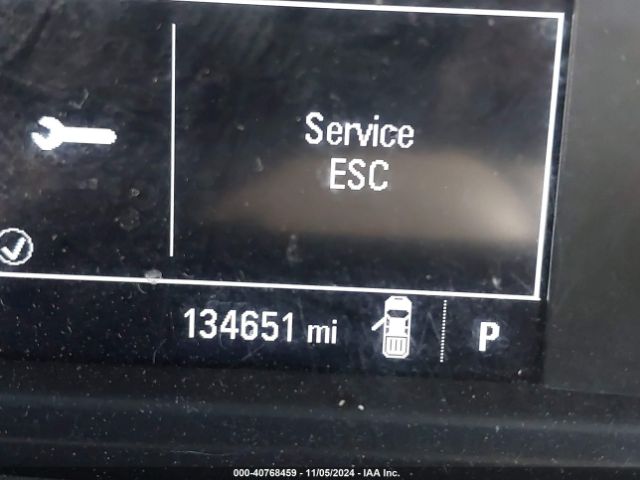 Service
ESC
134651 mi
P
000-40768459 - 11/05/2024 - IAA Inc.